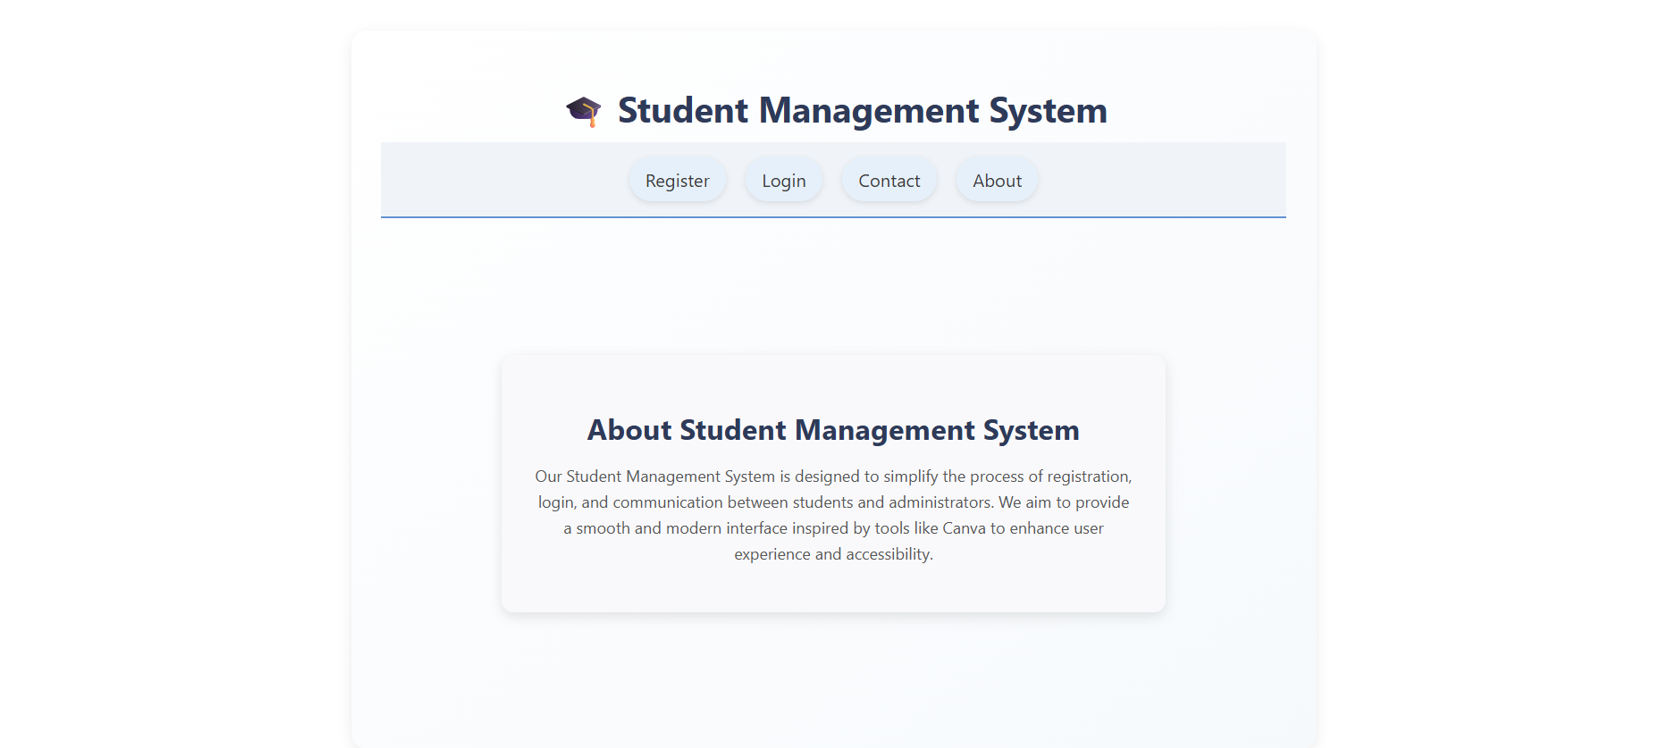 Student Management System
Register Login Contact About
About Student Management System
Our Student Management System is designed to simplify the process of registration,
login, and communication between students and administrators. We aim to provide
a smooth and modern interface inspired by tools like Canva to enhance user
experience and accessibility.